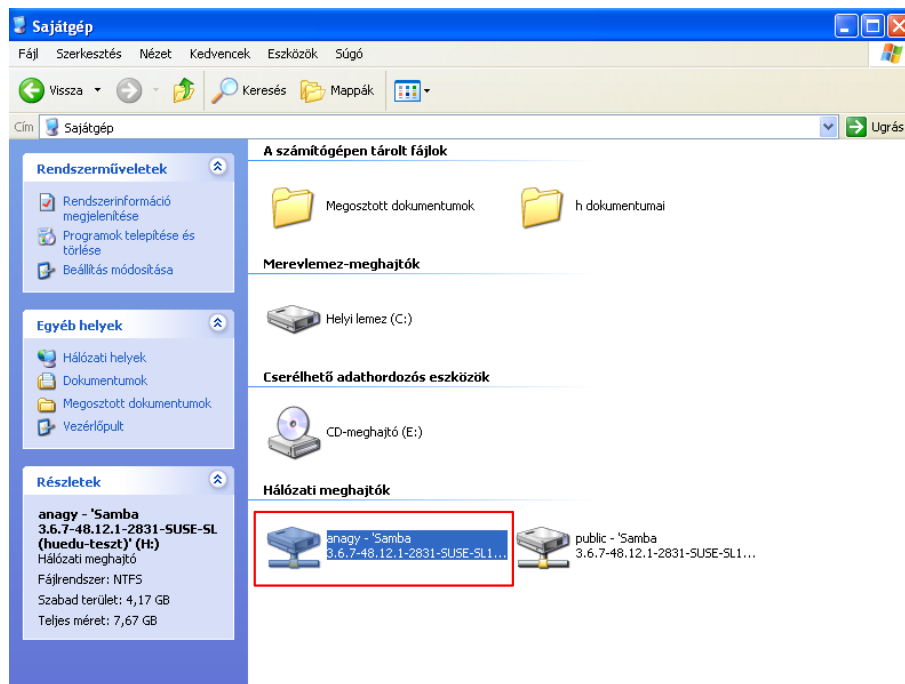 Sajátgép
Fájl Szerkesztés Nézet Kedvencek Eszközök Súgó
Vissza Keresés Mappák
Cím Sajátgép Ugrás
Rendszerműveletek
Rendszerinformáció
megjelenítése
Programok telepítése és
törlése
Beállítás módosítása
Egyéb helyek
Hálózati helyek
Dokumentumok
Megosztott dokumentumok
Vezérlőpult
Részletek
anagy - 'Samba
3.6.7-48.12.1-2831-SUSE-SL
(huedu-teszt)' (H:)
Hálózati meghajtó
Fájlrendszer: NTFS
Szabad terület: 4,17 GB
Teljes méret: 7,67 GB
A számítógépen tárolt fájlok
Megosztott dokumentumok h dokumentumai
Merevlemez-meghajtók
Helyi lemez (C:)
Cserélhető adathordozós eszközök
CD-meghajtó (E:)
Hálózati meghajtók
anagy - 'Samba
3.6.7-48.12.1-2831-SUSE-SL1...
public - 'Samba
3.6.7-48.12.1-2831-SUSE-SL1...